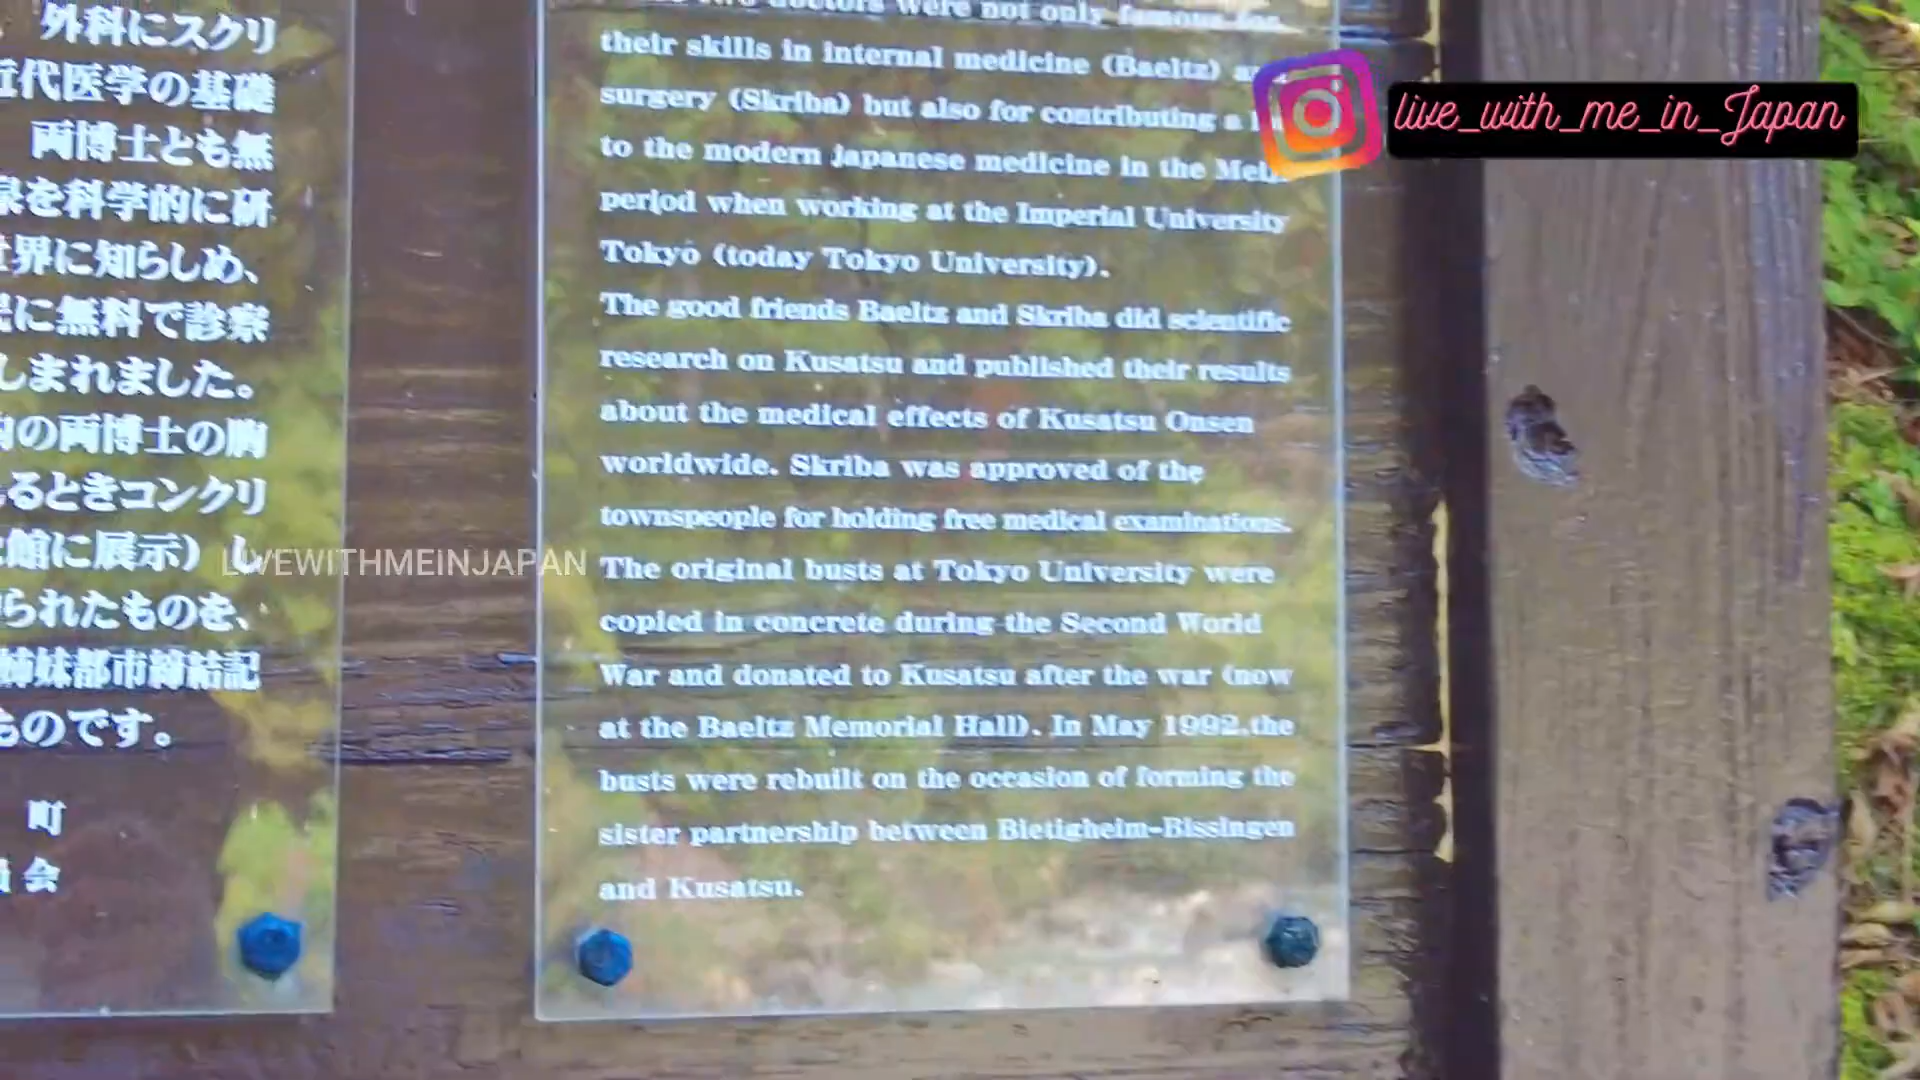 外科にスクリ
近代医学の基礎
両博士とも無
泉を科学的に研
世界に知らしめ、
民に無料で診察
しまれました。
の両博士の胸
るときコンクリ
館に展示）し
られたものを、
姉妹都市締結記
ものです。
町
会
two doctors were not only famous for
their skills in internal medicine (Baeltz) and
surgery (Skriba) but also for contributing a
to the modern japanese medicine in the Meiji
period when working at the Imperial University
Tokyo (today Tokyo University).
The good friends Baeltz and Skriba did scientific
research on Kusatsu and published their results
about the medical effects of Kusatsu Onsen
worldwide. Skriba was approved of the
townspeople for holding free medical examinations.
The original busts at Tokyo University were
copied in concrete during the Second World
War and donated to Kusatsu after the war (now
at the Baeltz Memorial Hall). In May 1992,the
busts were rebuilt on the occasion of forming the
sister partnership between Bietigheim-Bissingen
and Kusatsu.
live_with_me_in_Japan
LIVEWITHMEINJAPAN